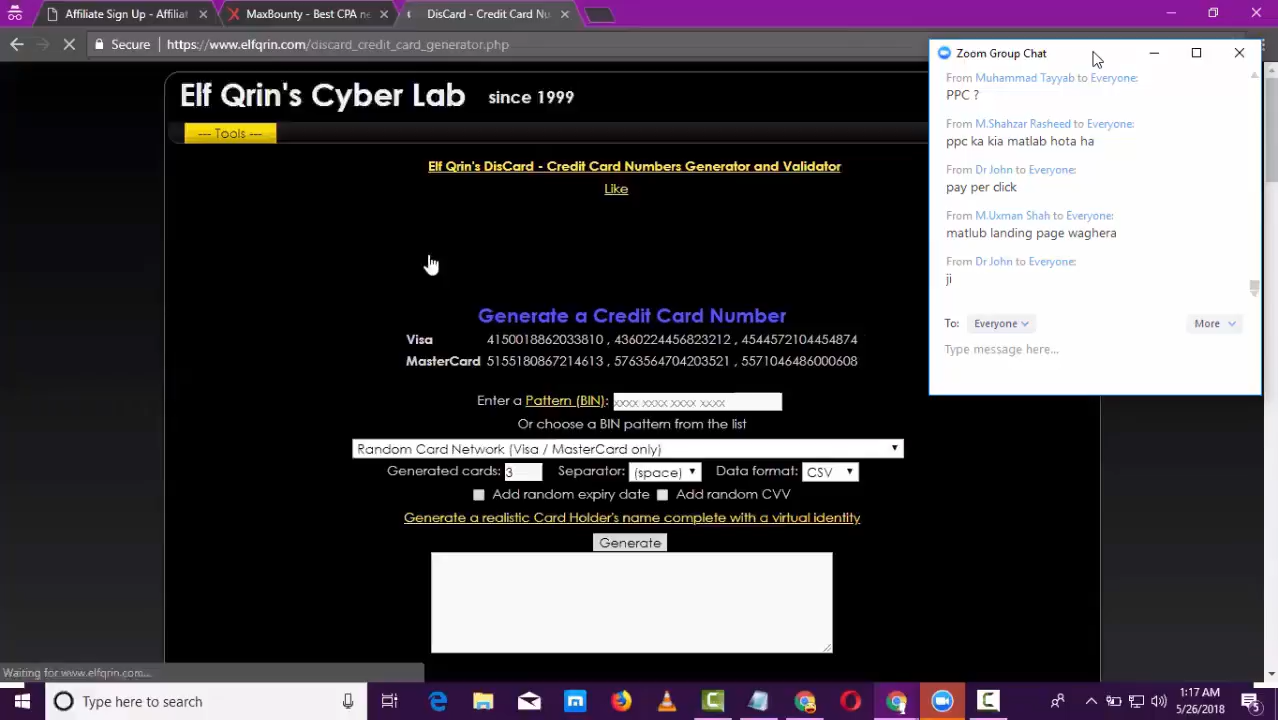 Affiliate Sign Up - Affiliat
MaxBounty - Best CPA ne
DisCard - Credit Card Nu
Secure
https://www.elfqrin.com/discard_credit_card_generator.php
Elf Qrin's Cyber Lab since 1999
--- Tools ---
Elf Qrin's DisCard - Credit Card Numbers Generator and Validator
Like
Generate a Credit Card Number
Visa 4150018862033810 , 4360224456823212 , 4544572104454874
MasterCard 5155180867214613 , 5763564704203521 , 5571046486000608
Enter a Pattern (BIN): xxxx xxxx xxxx xxxx
Or choose a BIN pattern from the list
Random Card Network (Visa / MasterCard only)
Generated cards: 3 Separator: (space) Data format: CSV
Add random expiry date Add random CVV
Generate a realistic Card Holder's name complete with a virtual identity
Generate
Zoom Group Chat
From Muhammad Tayyab to Everyone:
PPC ?
From M.Shahzar Rasheed to Everyone:
ppc ka kia matlab hota ha
From Dr John to Everyone:
pay per click
From M.Uxman Shah to Everyone:
matlub landing page waghera
From Dr John to Everyone:
ji
To: Everyone More
Type message here...
Waiting for www.elfqrin.com...
Type here to search
1:17 AM
5/26/2018
5